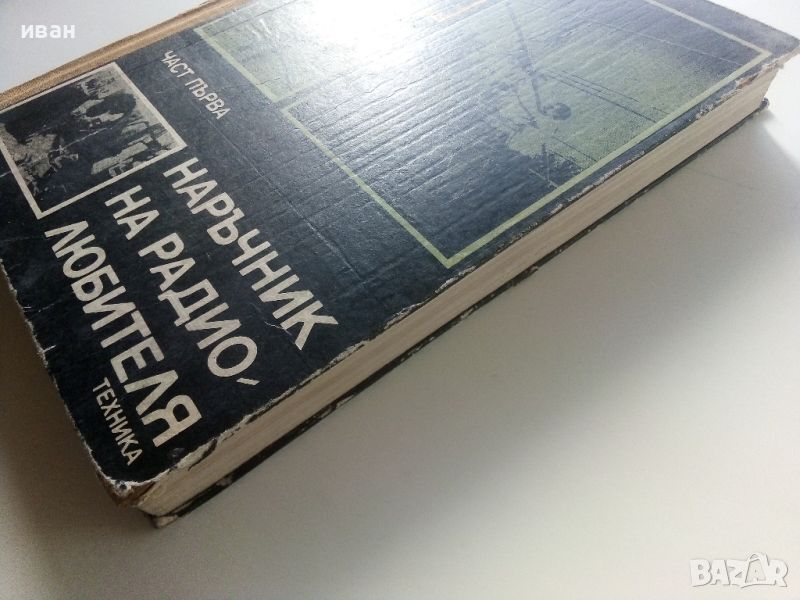 иван
ЧАСТ ПЪРВА
НАРЪЧНИК
НА РАДИО-
ЛЮБИТЕЛЯ
ТЕХНИКА
BAZAR